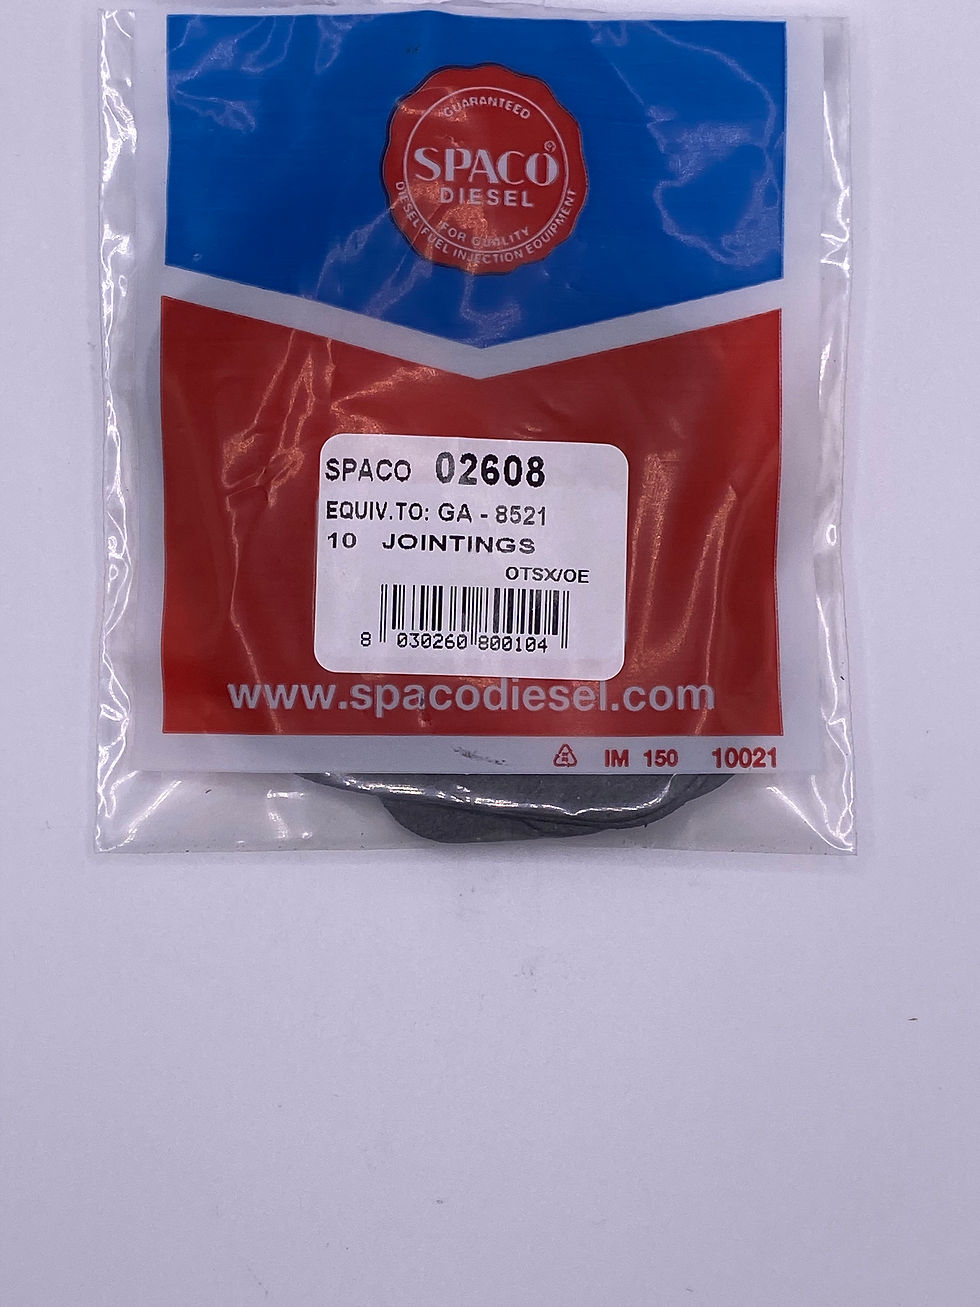 GUARANTEED
SPACO
DIESEL
FOR QUALITY
DIESEL FUEL INJECTION EQUIPMENT
SPACO 02608
EQUIV.TO: GA - 8521
10 JOINTINGS
OTSX/OE
8 030260 800104
www.spacodiesel.com
IM 150 10021